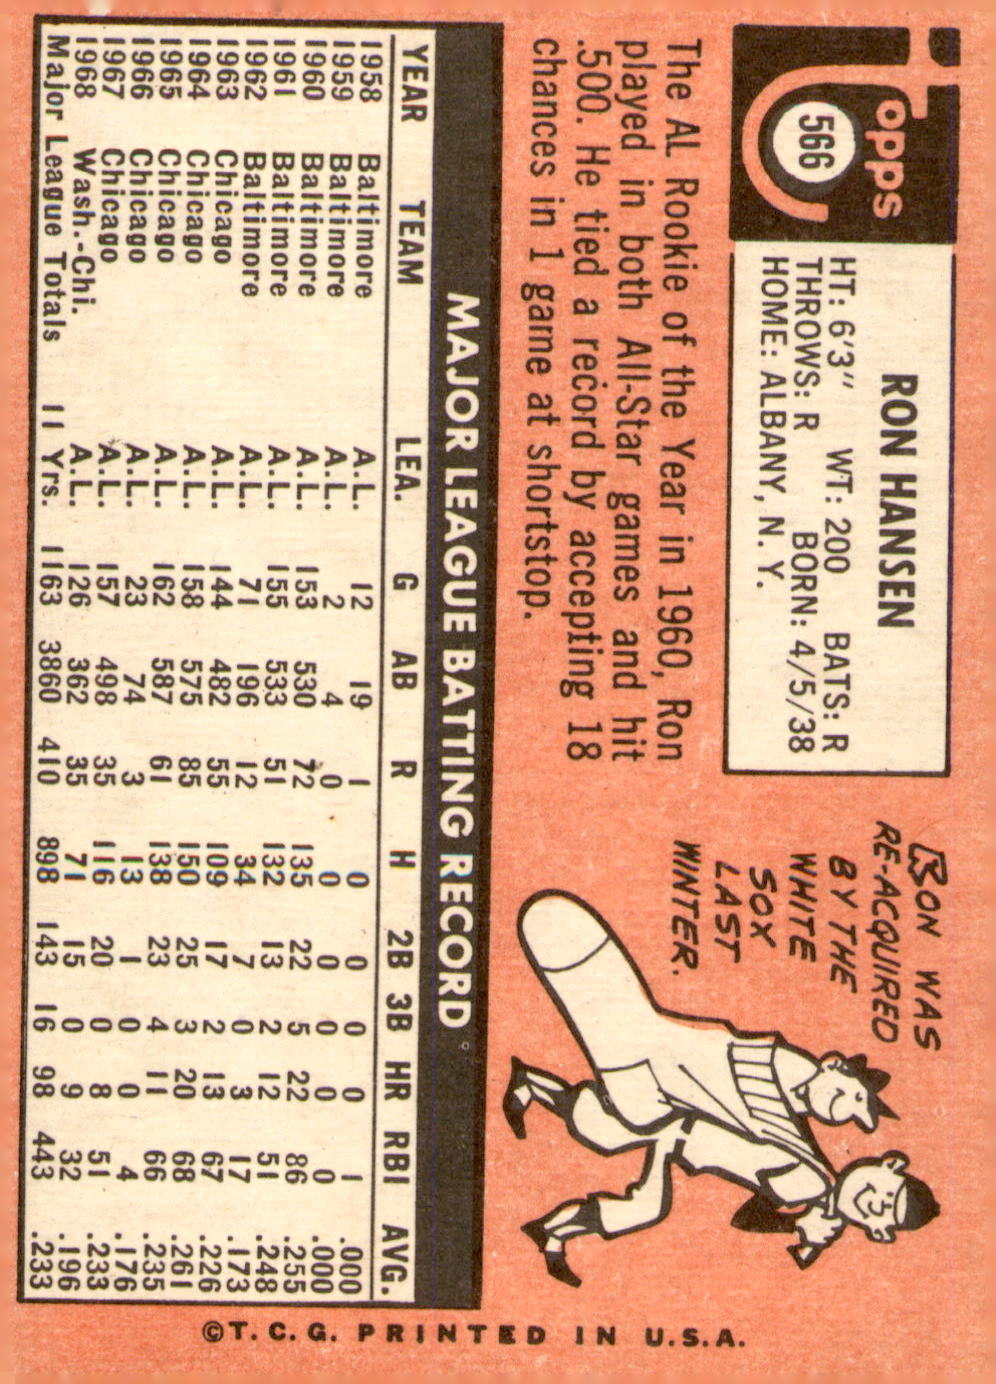 Topps
566
RON HANSEN
HT: 6'3" WT: 200 BATS: R
THROWS: R BORN: 4/5/38
HOME: ALBANY, N. Y.
The AL Rookie of the Year in 1960, Ron
played in both All-Star games and hit
.500. He tied a record by accepting 18
chances in 1 game at shortstop.
RON WAS
RE-ACQUIRED
BY THE
WHITE
SOX
LAST
WINTER.
MAJOR LEAGUE BATTING RECORD
YEAR TEAM LEA. G AB R H 2B 3B HR RBI AVG.
1958 Baltimore A.L. 12 19 1 0 0 0 0 1 .000
1959 Baltimore A.L. 2 4 0 0 0 0 0 0 .000
1960 Baltimore A.L. 153 530 72 135 22 5 22 86 .255
1961 Baltimore A.L. 155 533 51 132 13 2 12 51 .248
1962 Baltimore A.L. 71 196 12 34 7 0 3 17 .173
1963 Chicago A.L. 144 482 55 109 17 2 13 67 .226
1964 Chicago A.L. 158 575 85 150 25 3 20 68 .261
1965 Chicago A.L. 162 587 61 138 23 4 11 66 .235
1966 Chicago A.L. 23 74 3 13 1 0 0 4 .176
1967 Chicago A.L. 157 498 35 116 20 0 8 51 .233
1968 Wash.-Chi. A.L. 126 362 35 71 15 0 9 32 .196
Major League Totals 11 Yrs. 1163 3860 410 898 143 16 98 443 .233
©T.C.G. PRINTED IN U.S.A.